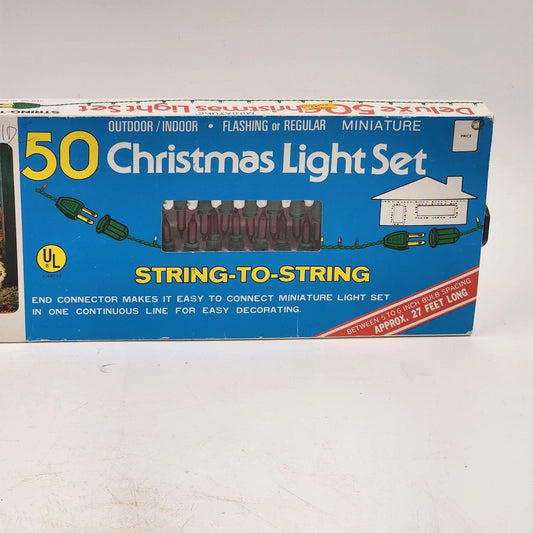 STRING-T
MINIATURE
Deluxe 50 Christmas Light Set
OUTDOOR / INDOOR • FLASHING or REGULAR MINIATURE
PRICE
50 Christmas Light Set
UL
STRING-TO-STRING
END CONNECTOR MAKES IT EASY TO CONNECT MINIATURE LIGHT SET
IN ONE CONTINUOUS LINE FOR EASY DECORATING.
BETWEEN 5 TO 6 INCH BULB SPACING
APPROX. 27 FEET LONG